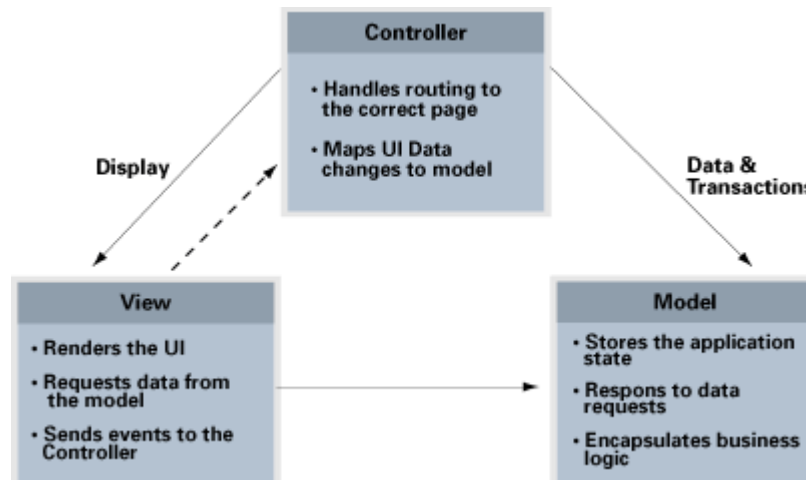 Controller
• Handles routing to
the correct page
• Maps UI Data
changes to model
Display
Data &
Transactions
View
• Renders the UI
• Requests data from
the model
• Sends events to the
Controller
Model
• Stores the application
state
• Respons to data
requests
• Encapsulates business
logic